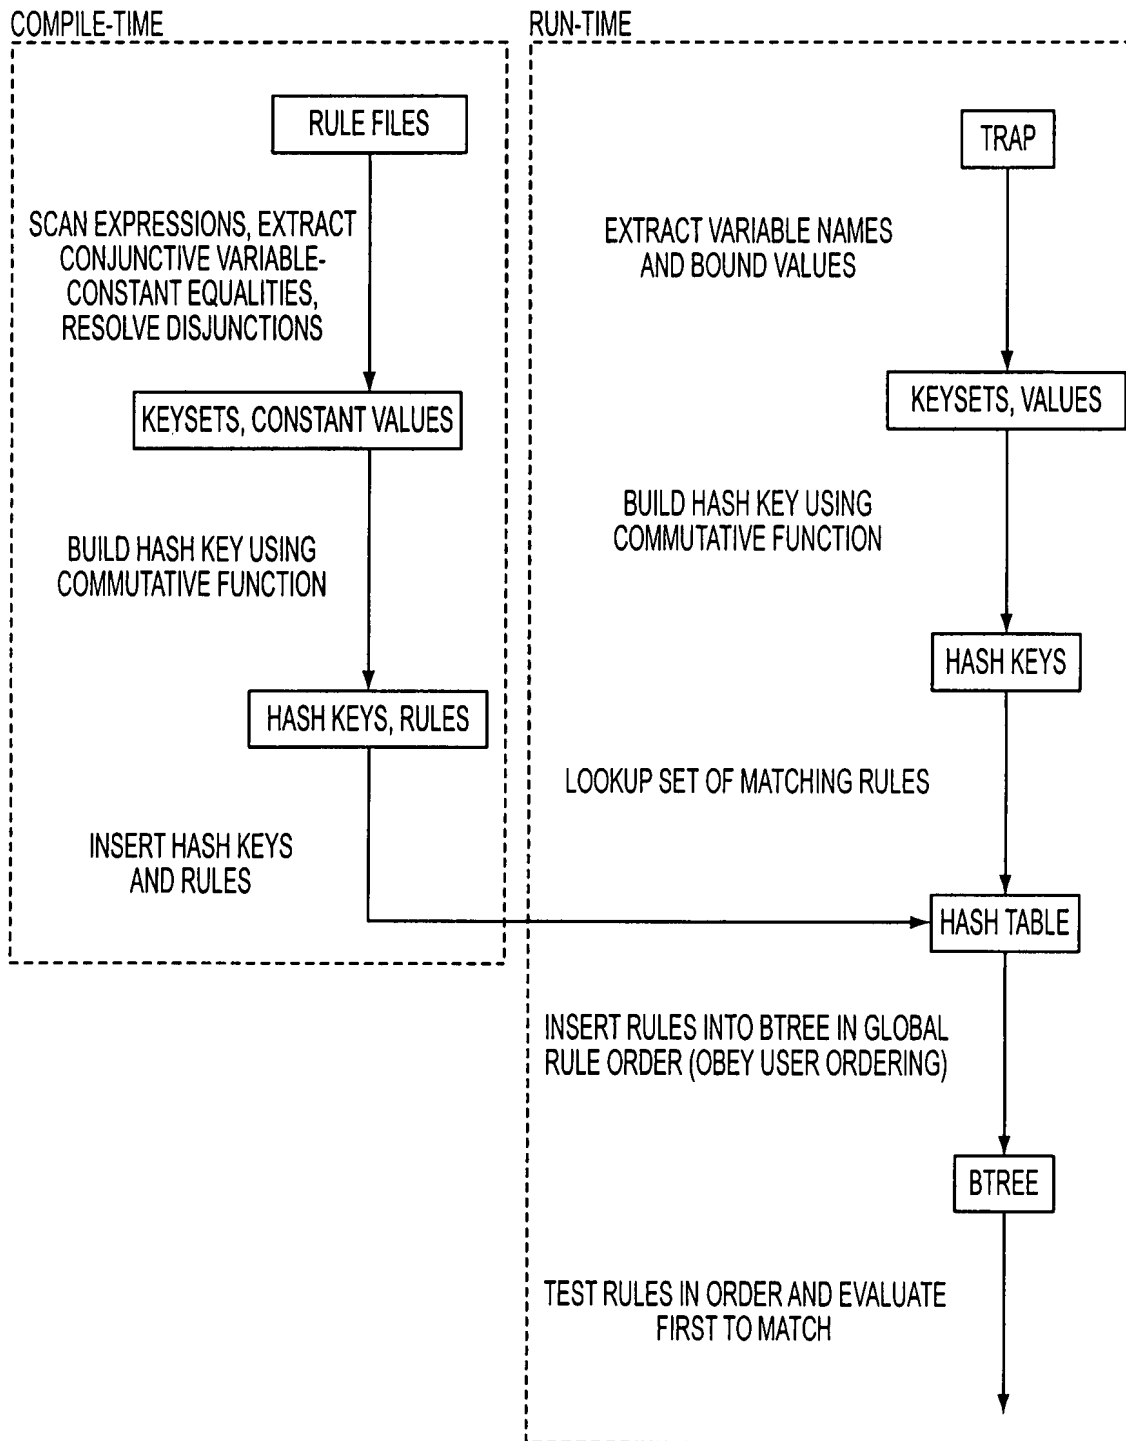 COMPILE-TIME
RULE FILES
SCAN EXPRESSIONS, EXTRACT
CONJUNCTIVE VARIABLE-
CONSTANT EQUALITIES,
RESOLVE DISJUNCTIONS
KEYSETS, CONSTANT VALUES
BUILD HASH KEY USING
COMMUTATIVE FUNCTION
HASH KEYS, RULES
INSERT HASH KEYS
AND RULES
RUN-TIME
TRAP
EXTRACT VARIABLE NAMES
AND BOUND VALUES
KEYSETS, VALUES
BUILD HASH KEY USING
COMMUTATIVE FUNCTION
HASH KEYS
LOOKUP SET OF MATCHING RULES
HASH TABLE
INSERT RULES INTO BTREE IN GLOBAL
RULE ORDER (OBEY USER ORDERING)
BTREE
TEST RULES IN ORDER AND EVALUATE
FIRST TO MATCH